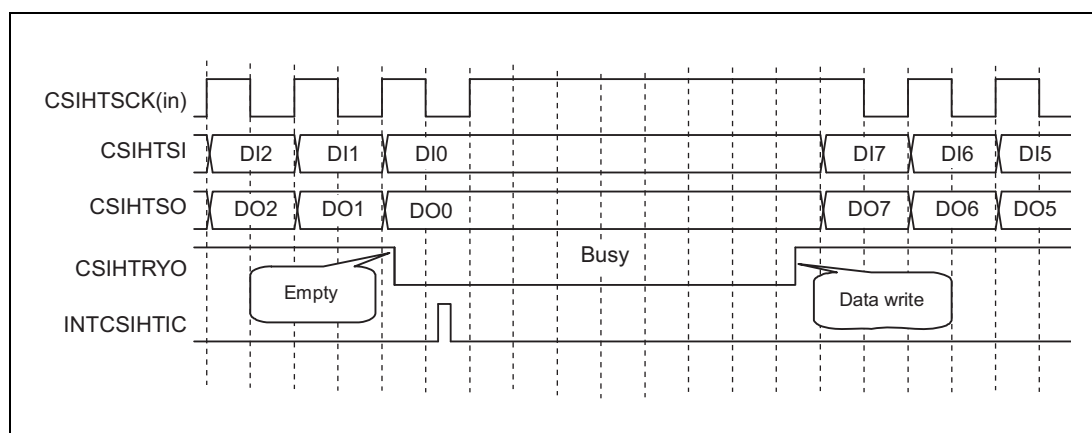 CSIHTSCK(in)
CSIHTSI DI2 DI1 DI0 DI7 DI6 DI5
CSIHTSO DO2 DO1 DO0 DO7 DO6 DO5
CSIHTRYO Busy
Empty Data write
INTCSIHTIC